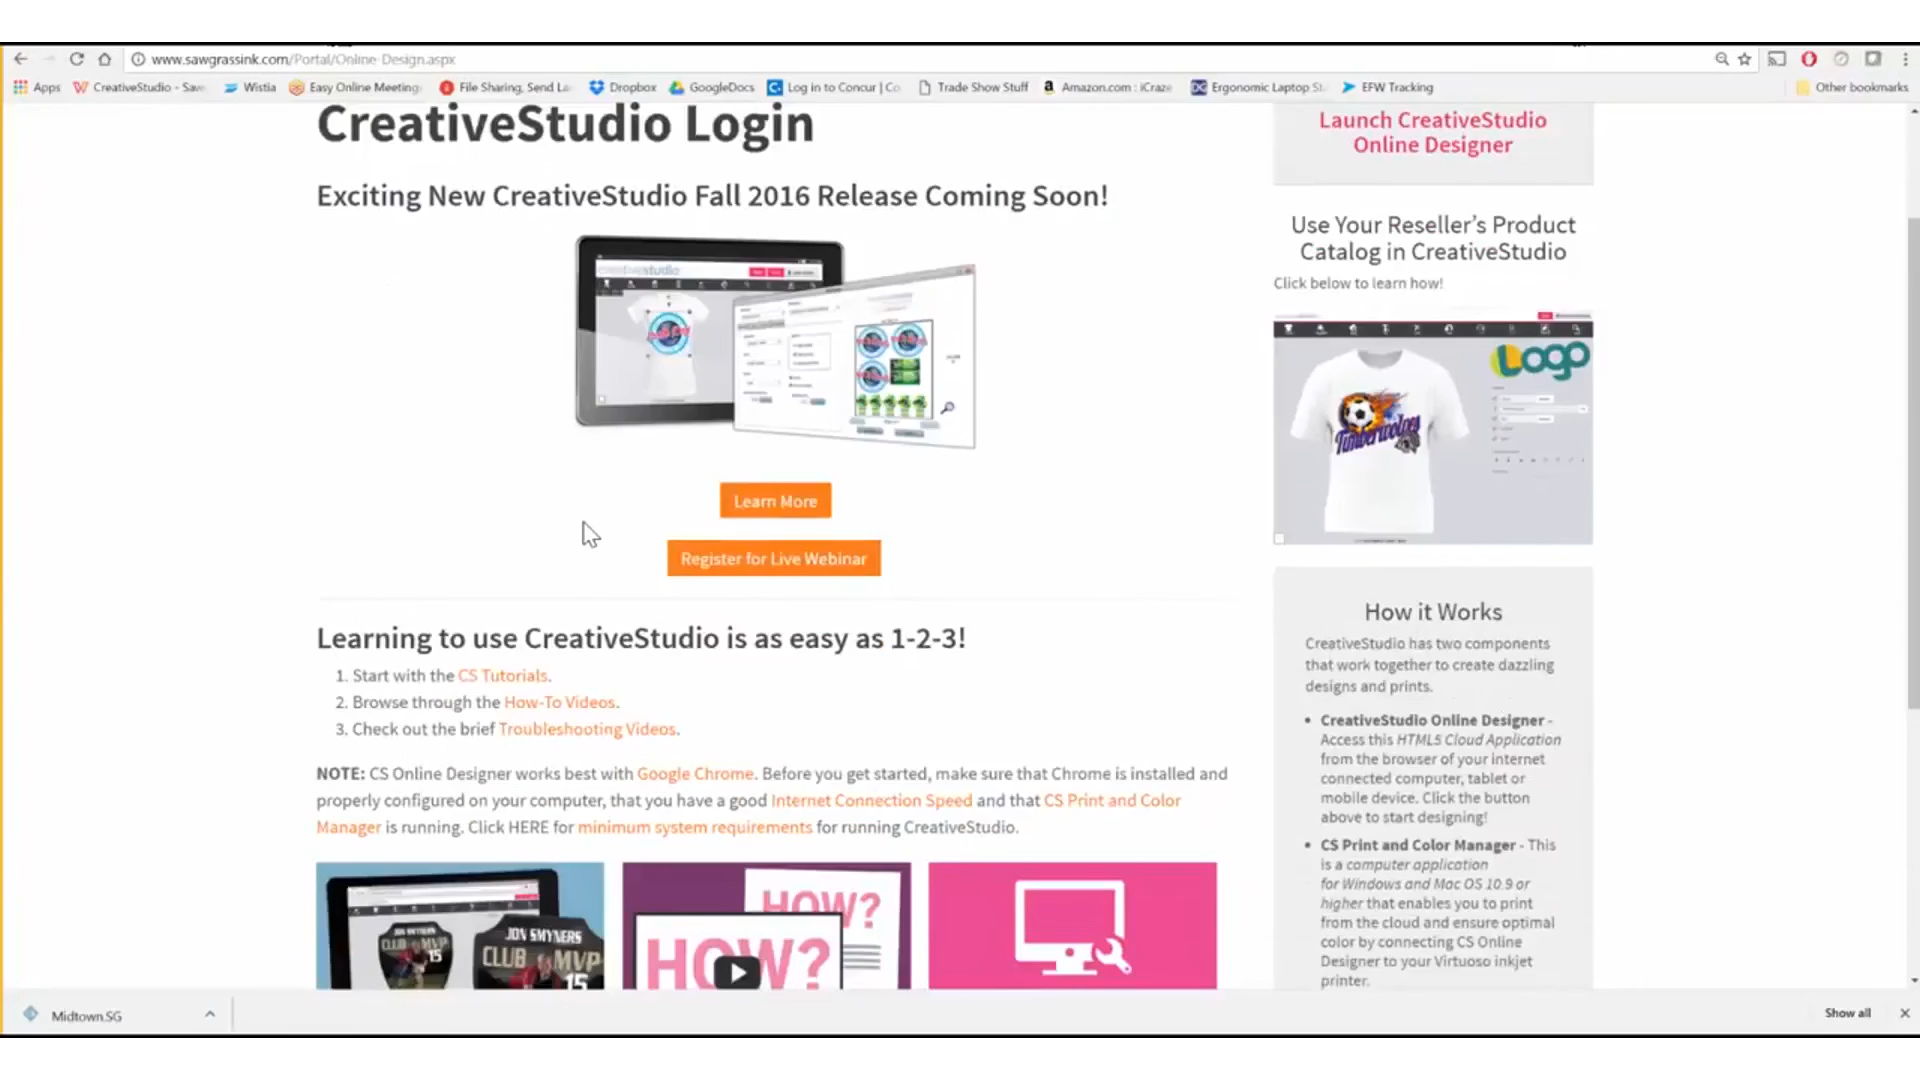 www.sawgrassink.com/Portal/Online-Design.aspx
Apps CreativeStudio - Saw Wistia Easy Online Meeting File Sharing, Send La Dropbox GoogleDocs Log in to Concur | Co Trade Show Stuff Amazon.com : iCraze Ergonomic Laptop St EFW Tracking Other bookmarks
CreativeStudio Login
Exciting New CreativeStudio Fall 2016 Release Coming Soon!
Learn More
Register for Live Webinar
Learning to use CreativeStudio is as easy as 1-2-3!
1. Start with the CS Tutorials.
2. Browse through the How-To Videos.
3. Check out the brief Troubleshooting Videos.
NOTE: CS Online Designer works best with Google Chrome. Before you get started, make sure that Chrome is installed and
properly configured on your computer, that you have a good Internet Connection Speed and that CS Print and Color
Manager is running. Click HERE for minimum system requirements for running CreativeStudio.
JON SMYNERS
CLUB MVP
15
JON SMYNERS
CLUB MVP
15
HOW?
HOW?
Launch CreativeStudio
Online Designer
Use Your Reseller's Product
Catalog in CreativeStudio
Click below to learn how!
Logo
Timberwolves
How it Works
CreativeStudio has two components
that work together to create dazzling
designs and prints.
• CreativeStudio Online Designer -
Access this HTML5 Cloud Application
from the browser of your internet
connected computer, tablet or
mobile device. Click the button
above to start designing!
• CS Print and Color Manager - This
is a computer application
for Windows and Mac OS 10.9 or
higher that enables you to print
from the cloud and ensure optimal
color by connecting CS Online
Designer to your Virtuoso inkjet
printer.
Midtown.SG
Show all